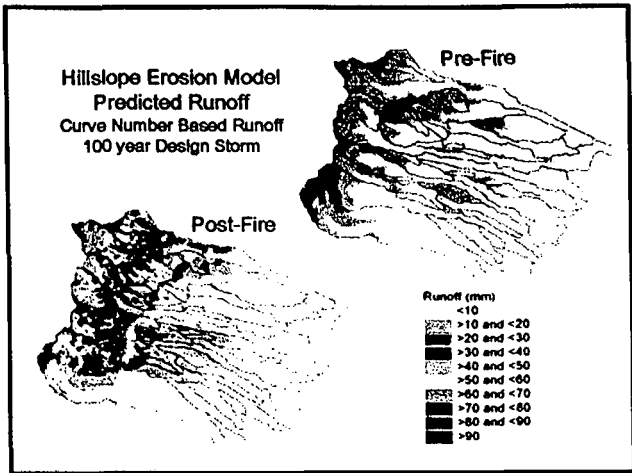 Hillslope Erosion Model
Predicted Runoff
Curve Number Based Runoff
100 year Design Storm
Pre-Fire
Post-Fire
Runoff (mm)
<10
>10 and <20
>20 and <30
>30 and <40
>40 and <50
>50 and <60
>60 and <70
>70 and <80
>80 and <90
>90